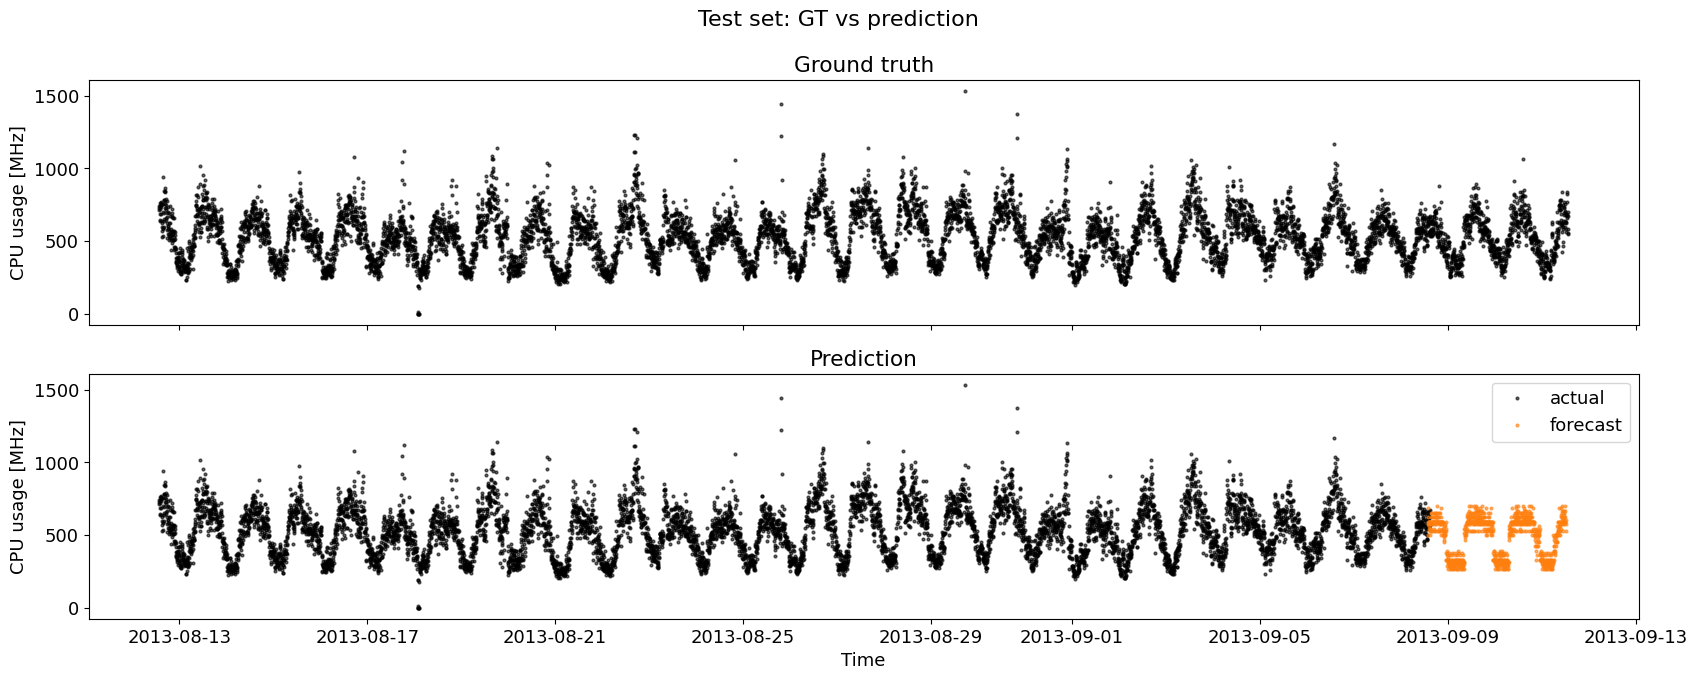 Test set: GT vs prediction
Ground truth
1500
1000
500
0
CPU usage [MHz]
Prediction
1500
1000
500
0
CPU usage [MHz]
actual
forecast
2013-08-13 2013-08-17 2013-08-21 2013-08-25 2013-08-29 2013-09-01 2013-09-05 2013-09-09 2013-09-13
Time